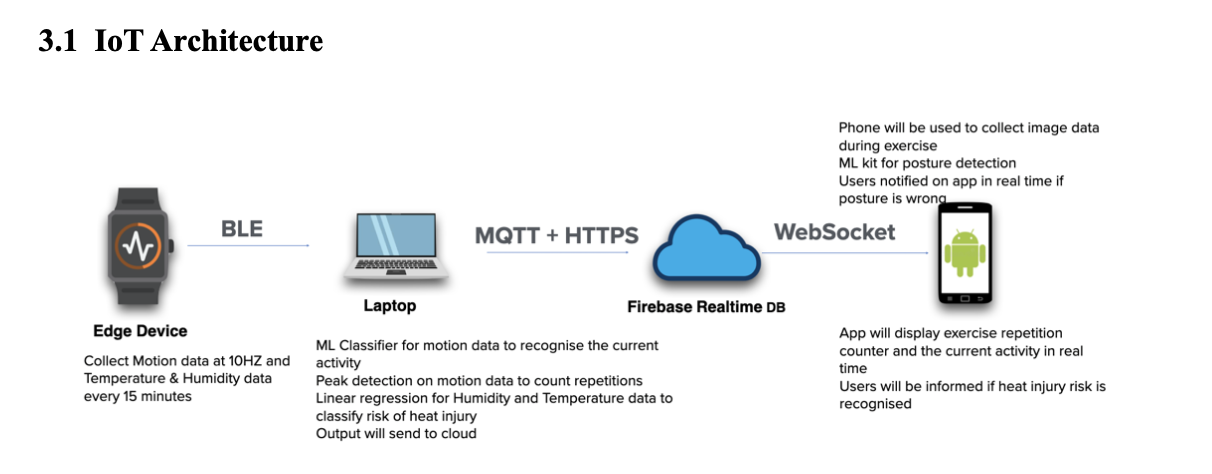 3.1 IoT Architecture
Phone will be used to collect image data
during exercise
ML kit for posture detection
Users notified on app in real time if
posture is wrong
BLE
MQTT + HTTPS
WebSocket
Edge Device
Collect Motion data at 10HZ and
Temperature & Humidity data
every 15 minutes
Laptop
ML Classifier for motion data to recognise the current
activity
Peak detection on motion data to count repetitions
Linear regression for Humidity and Temperature data to
classify risk of heat injury
Output will send to cloud
Firebase Realtime DB
App will display exercise repetition
counter and the current activity in real
time
Users will be informed if heat injury risk is
recognised